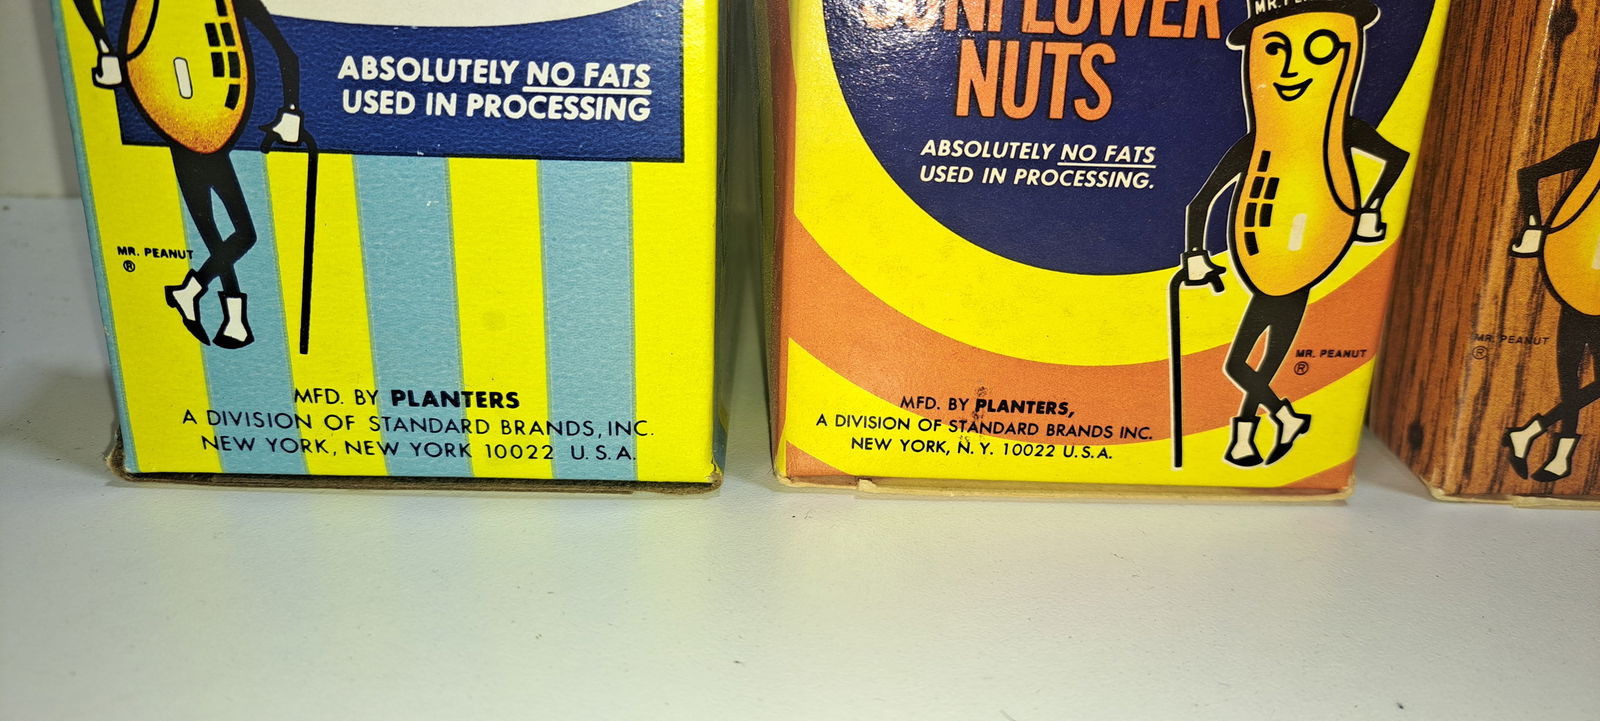 ABSOLUTELY NO FATS
USED IN PROCESSING
MR. PEANUT
®
MFD. BY PLANTERS
A DIVISION OF STANDARD BRANDS, INC.
NEW YORK, NEW YORK 10022 U.S.A.
SUNFLOWER
NUTS
ABSOLUTELY NO FATS
USED IN PROCESSING.
MR. PEANUT
®
MFD. BY PLANTERS,
A DIVISION OF STANDARD BRANDS INC.
NEW YORK, N.Y. 10022 U.S.A.
MR. PEANUT
®